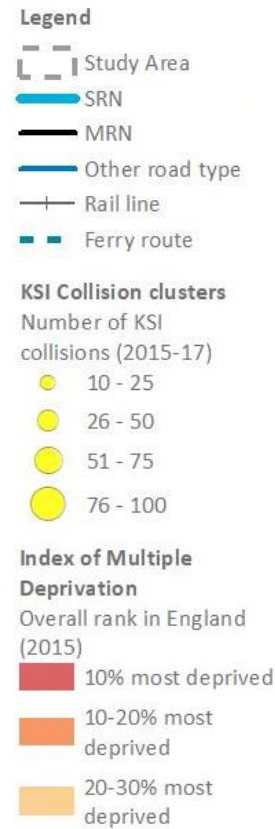 Legend
Study Area
SRN
MRN
Other road type
Rail line
Ferry route
KSI Collision clusters
Number of KSI
collisions (2015-17)
10 - 25
26 - 50
51 - 75
76 - 100
Index of Multiple
Deprivation
Overall rank in England
(2015)
10% most deprived
10-20% most
deprived
20-30% most
deprived